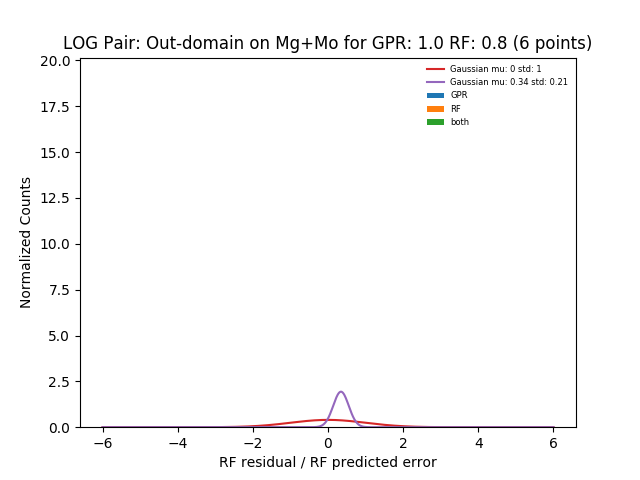 LOG Pair: Out-domain on Mg+Mo for GPR: 1.0 RF: 0.8 (6 points)
20.0
17.5
15.0
12.5
10.0
7.5
5.0
2.5
0.0
Normalized Counts
Gaussian mu: 0 std: 1
Gaussian mu: 0.34 std: 0.21
GPR
RF
both
−6 −4 −2 0 2 4 6
RF residual / RF predicted error